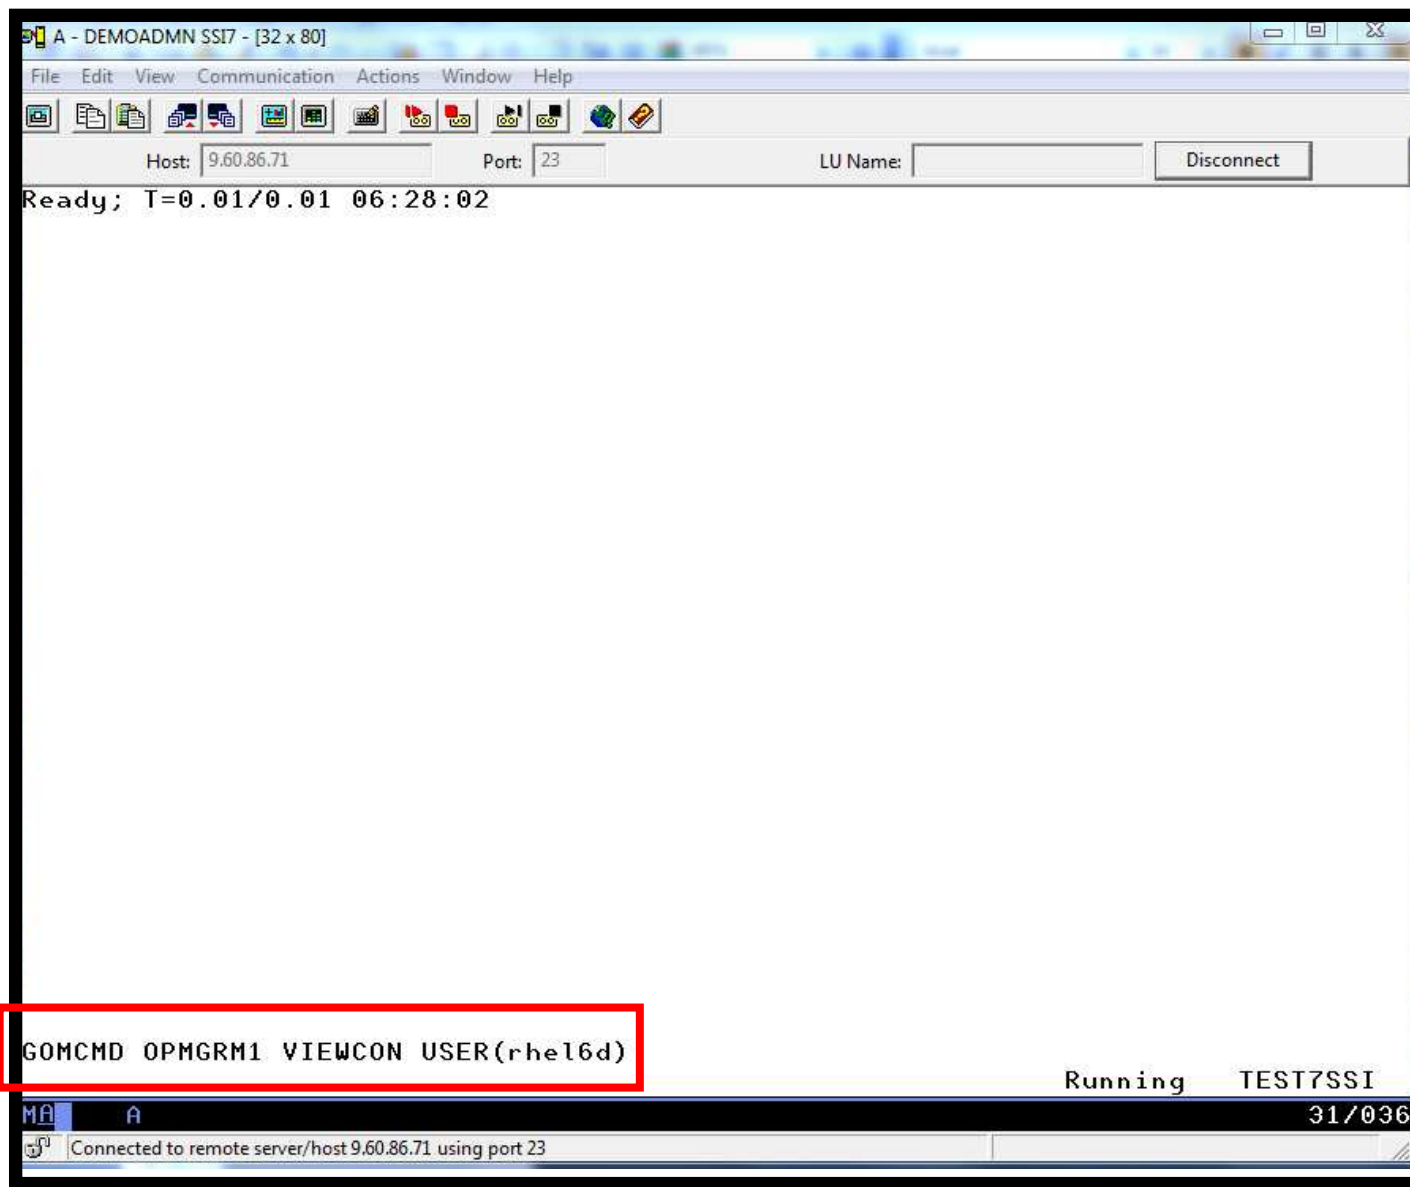 A - DEMOADMN SSI7 - [32 x 80]
File Edit View Communication Actions Window Help
Host: 9.60.86.71 Port: 23 LU Name: Disconnect
Ready; T=0.01/0.01 06:28:02
GOMCMD OPMGRM1 VIEWCON USER(rhel6d)
Running TEST7SSI
MA A 31/036
Connected to remote server/host 9.60.86.71 using port 23